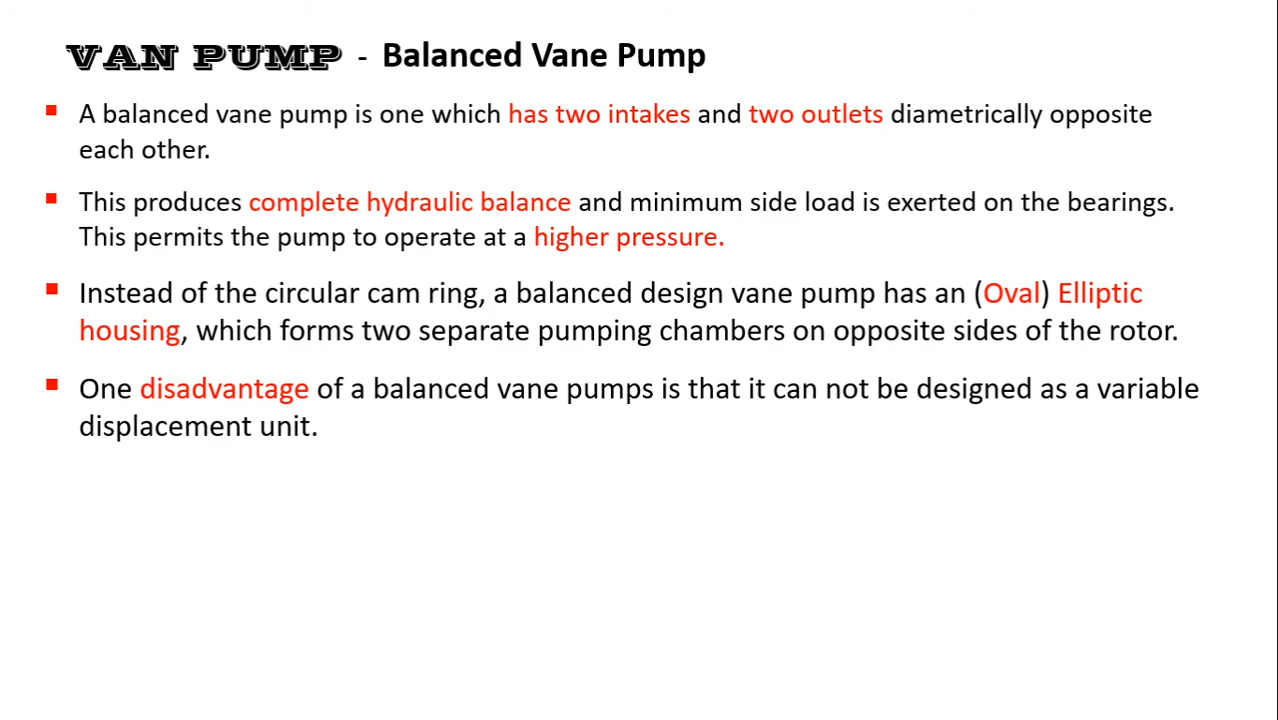 VAN PUMP - Balanced Vane Pump
▪ A balanced vane pump is one which has two intakes and two outlets diametrically opposite
each other.
▪ This produces complete hydraulic balance and minimum side load is exerted on the bearings.
This permits the pump to operate at a higher pressure.
▪ Instead of the circular cam ring, a balanced design vane pump has an (Oval) Elliptic
housing, which forms two separate pumping chambers on opposite sides of the rotor.
▪ One disadvantage of a balanced vane pumps is that it can not be designed as a variable
displacement unit.